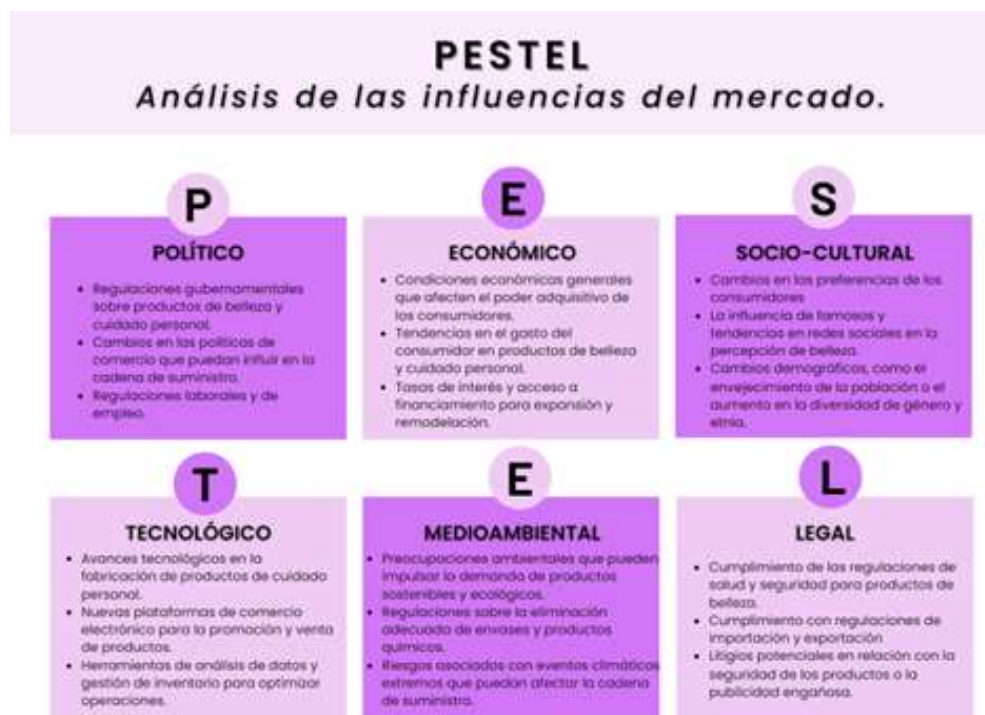 PESTEL
Análisis de las influencias del mercado.
P
POLÍTICO
• Regulaciones gubernamentales
sobre productos de belleza y
cuidado personal.
• Cambios en las políticas de
comercio que puedan influir en la
cadena de suministro.
• Regulaciones laborales y de
empleo.
E
ECONÓMICO
• Condiciones económicas generales
que afecten el poder adquisitivo de
los consumidores.
• Tendencias en el gasto del
consumidor en productos de belleza
y cuidado personal.
• Tasas de interés y acceso a
financiamiento para expansión y
remodelación.
S
SOCIO-CULTURAL
• Cambios en las preferencias de los
consumidores
• La influencia de famosos y
tendencias en redes sociales en la
percepción de belleza.
• Cambios demográficos, como el
envejecimiento de la población o el
aumento en la diversidad de género y
etnia.
T
TECNOLÓGICO
• Avances tecnológicos en la
fabricación de productos de cuidado
personal.
• Nuevas plataformas de comercio
electrónico para la promoción y venta
de productos.
• Herramientas de análisis de datos y
gestión de inventario para optimizar
operaciones.
E
MEDIOAMBIENTAL
• Preocupaciones ambientales que pueden
impulsar la demanda de productos
sostenibles y ecológicos.
• Regulaciones sobre la eliminación
adecuada de envases y productos
químicos.
• Riesgos asociados con eventos climáticos
extremos que puedan afectar la cadena
de suministro.
L
LEGAL
• Cumplimiento de las regulaciones de
salud y seguridad para productos de
belleza.
• Cumplimiento con regulaciones de
importación y exportación
• Litigios potenciales en relación con la
seguridad de los productos o la
publicidad engañosa.